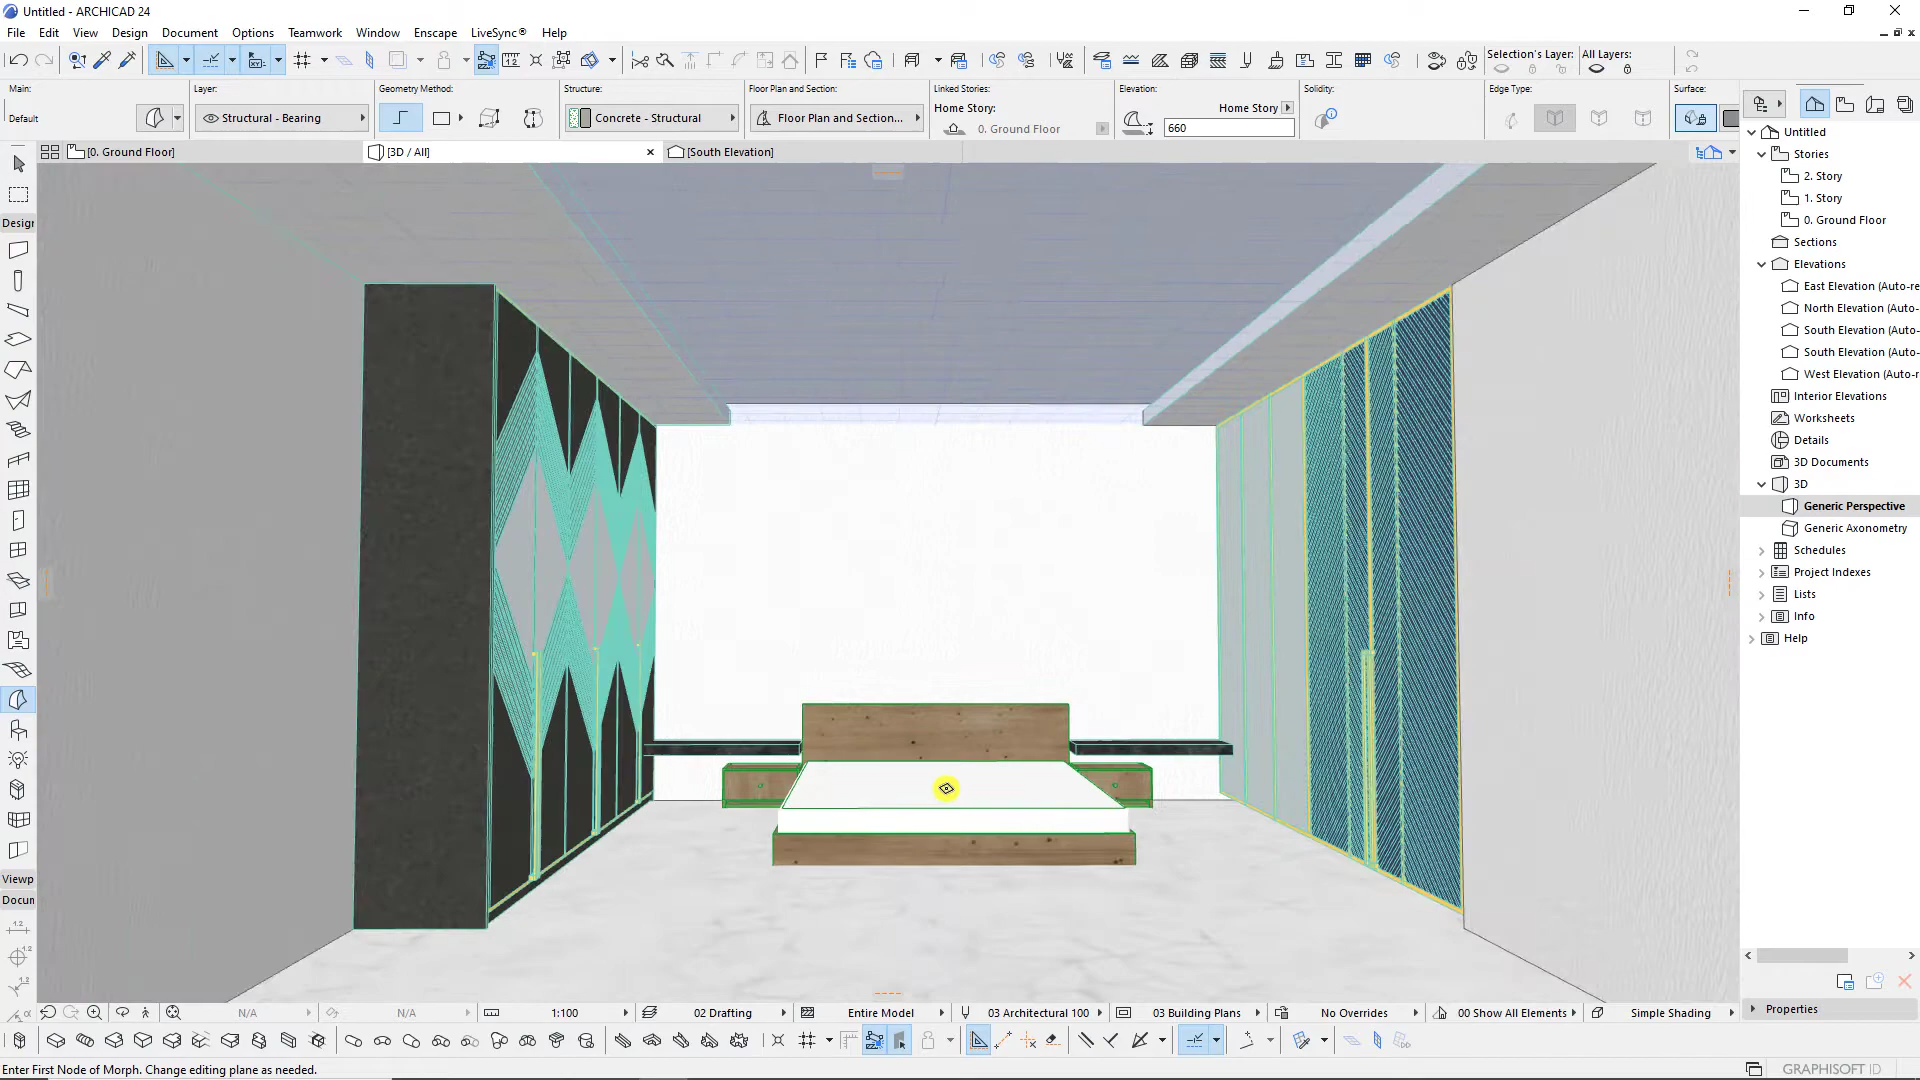 Untitled - ARCHICAD 24
File Edit View Design Document Options Teamwork Window Enscape LiveSync® Help
Selection's Layer: All Layers:
Main: Layer: Geometry Method: Structure: Floor Plan and Section: Linked Stories: Elevation: Solidity: Edge Type: Surface:
Default Structural - Bearing Concrete - Structural Floor Plan and Section... Home Story: 0. Ground Floor Home Story 660
[0. Ground Floor] [3D / All] [South Elevation]
Design
Viewp
Docum
Untitled
Stories
2. Story
1. Story
0. Ground Floor
Sections
Elevations
East Elevation (Auto-re
North Elevation (Auto-
South Elevation (Auto-
South Elevation (Auto-
West Elevation (Auto-r
Interior Elevations
Worksheets
Details
3D Documents
3D
Generic Perspective
Generic Axonometry
Schedules
Project Indexes
Lists
Info
Help
Properties
N/A N/A 1:100 02 Drafting Entire Model 03 Architectural 100 03 Building Plans No Overrides 00 Show All Elements Simple Shading
Enter First Node of Morph. Change editing plane as needed.
GRAPHISOFT ID